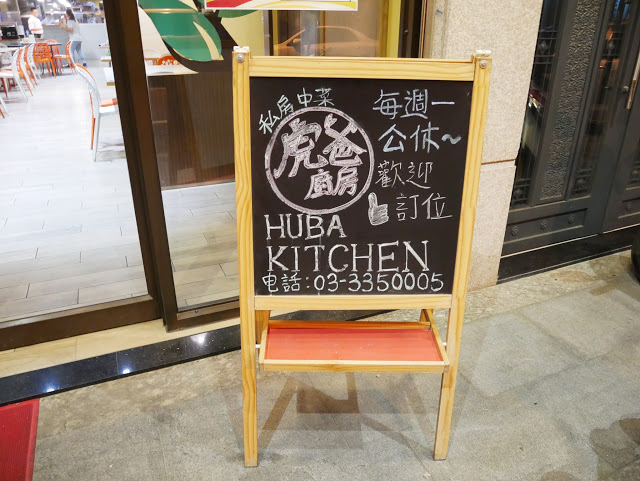 私房中菜
虎爸
廚房
每週一
公休~
歡迎
訂位
HUBA
KITCHEN
电話:03-3350005